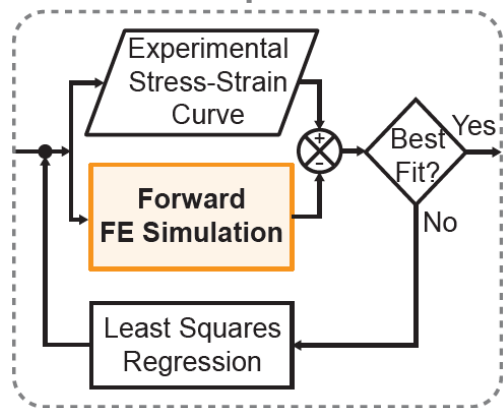 Experimental
Stress-Strain
Curve
+
-
Best
Fit?
Yes
Forward
FE Simulation
No
Least Squares
Regression